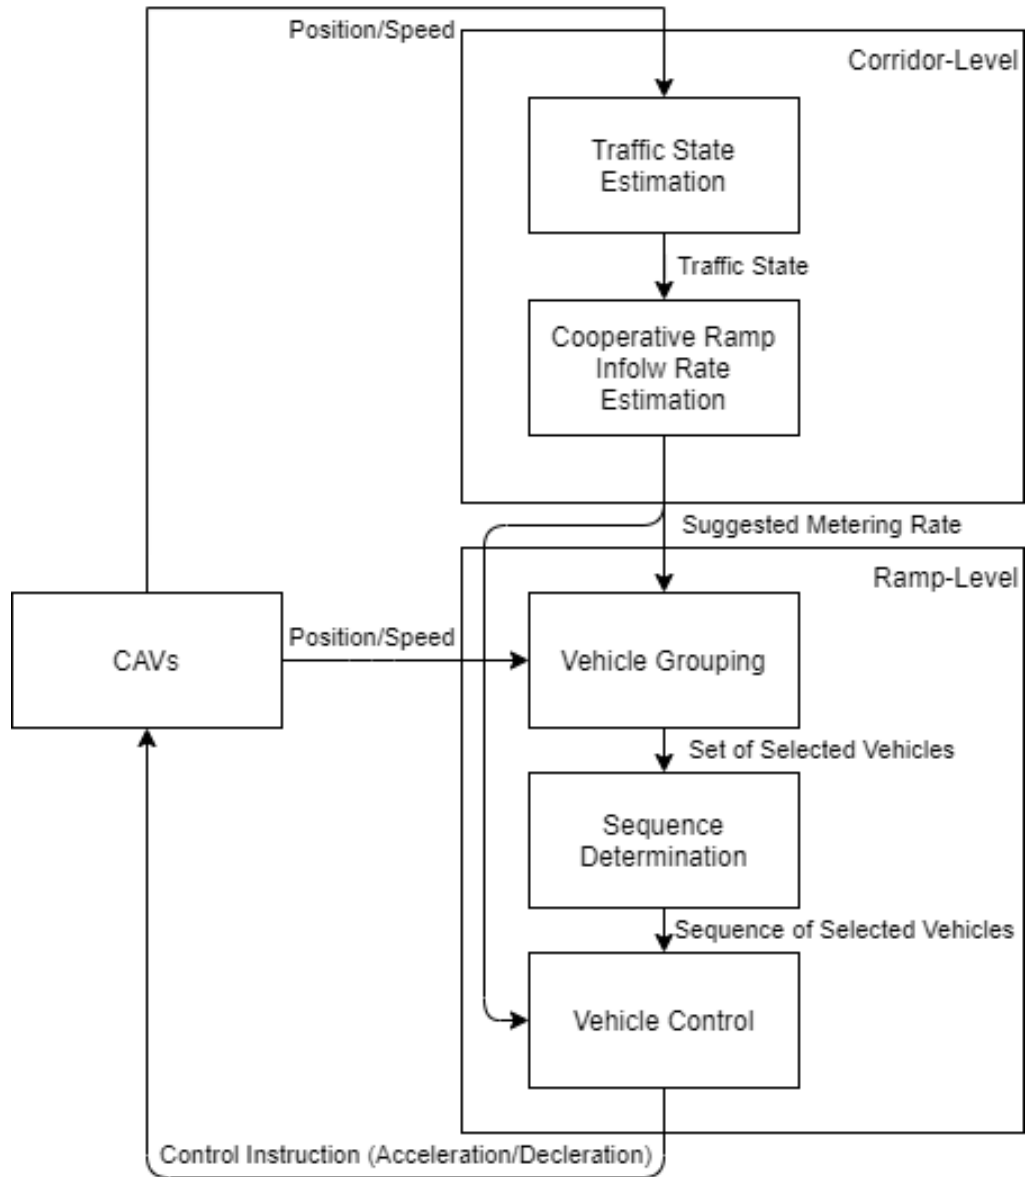 Position/Speed
Corridor-Level
Traffic State
Estimation
Traffic State
Cooperative Ramp
Infolw Rate
Estimation
Suggested Metering Rate
Ramp-Level
CAVs
Position/Speed
Vehicle Grouping
Set of Selected Vehicles
Sequence
Determination
Sequence of Selected Vehicles
Vehicle Control
Control Instruction (Acceleration/Decleration)